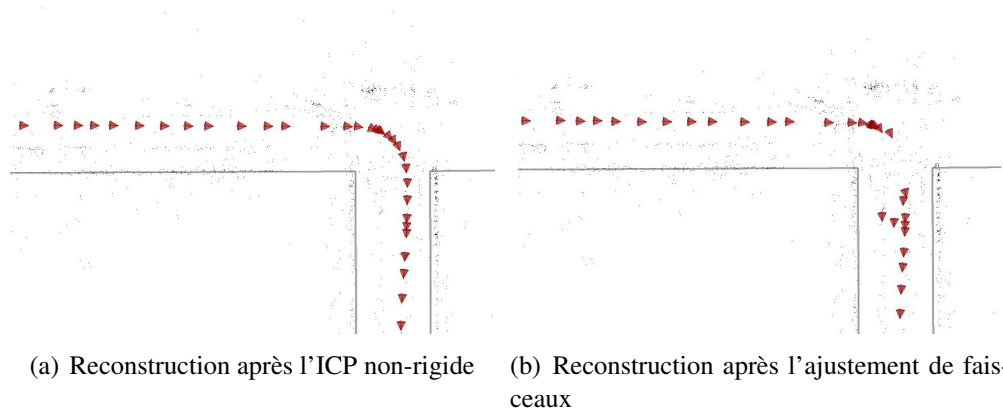 (a) Reconstruction après l'ICP non-rigide
(b) Reconstruction après l'ajustement de fais-
ceaux